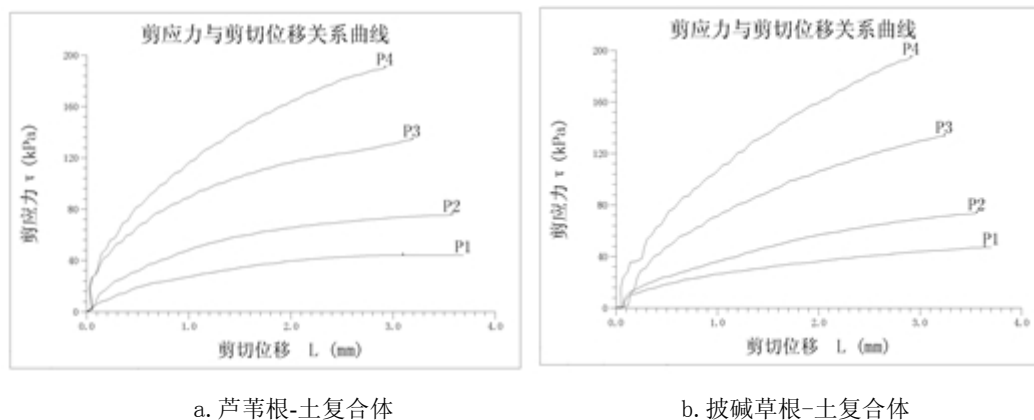 剪应力与剪切位移关系曲线
200
160
120
80
40
0
剪应力 τ (kPa)
P4
P3
P2
P1
0.0 1.0 2.0 3.0 4.0
剪切位移 L (mm)
a. 芦苇根-土复合体
剪应力与剪切位移关系曲线
200
160
120
80
40
0
剪应力 τ (kPa)
P4
P3
P2
P1
0.0 1.0 2.0 3.0 4.0
剪切位移 L (mm)
b. 披碱草根-土复合体